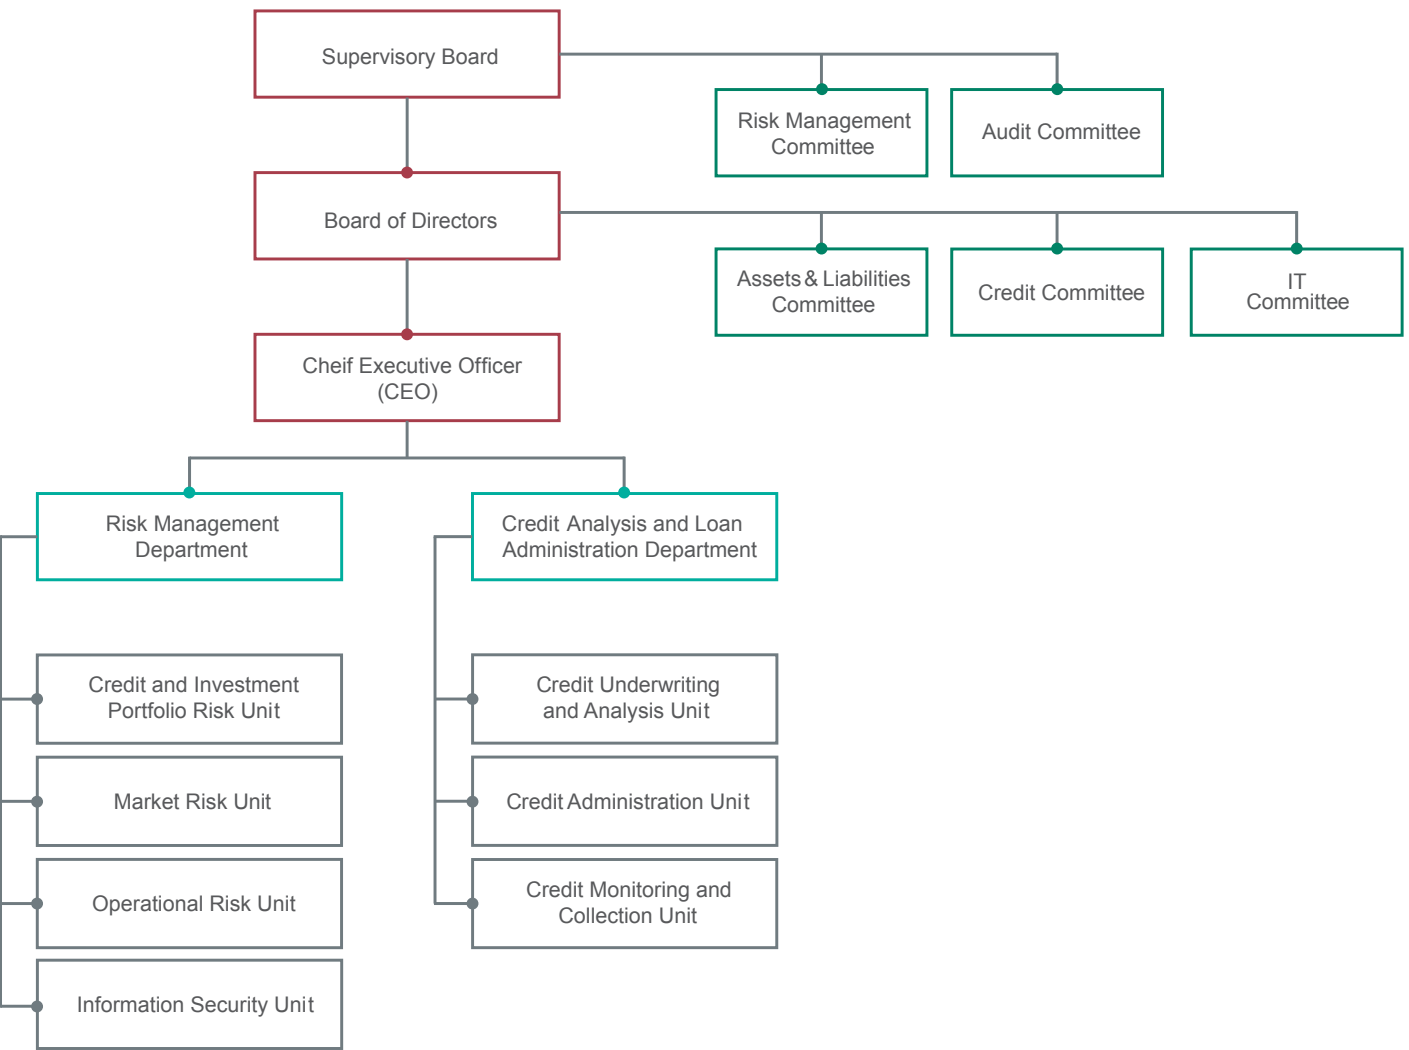 Supervisory Board
Risk Management
Committee
Audit Committee
Board of Directors
Assets & Liabilities
Committee
Credit Committee
IT
Committee
Cheif Executive Officer
(CEO)
Risk Management
Department
Credit Analysis and Loan
Administration Department
Credit and Investment
Portfolio Risk Unit
Credit Underwriting
and Analysis Unit
Market Risk Unit
Credit Administration Unit
Operational Risk Unit
Credit Monitoring and
Collection Unit
Information Security Unit